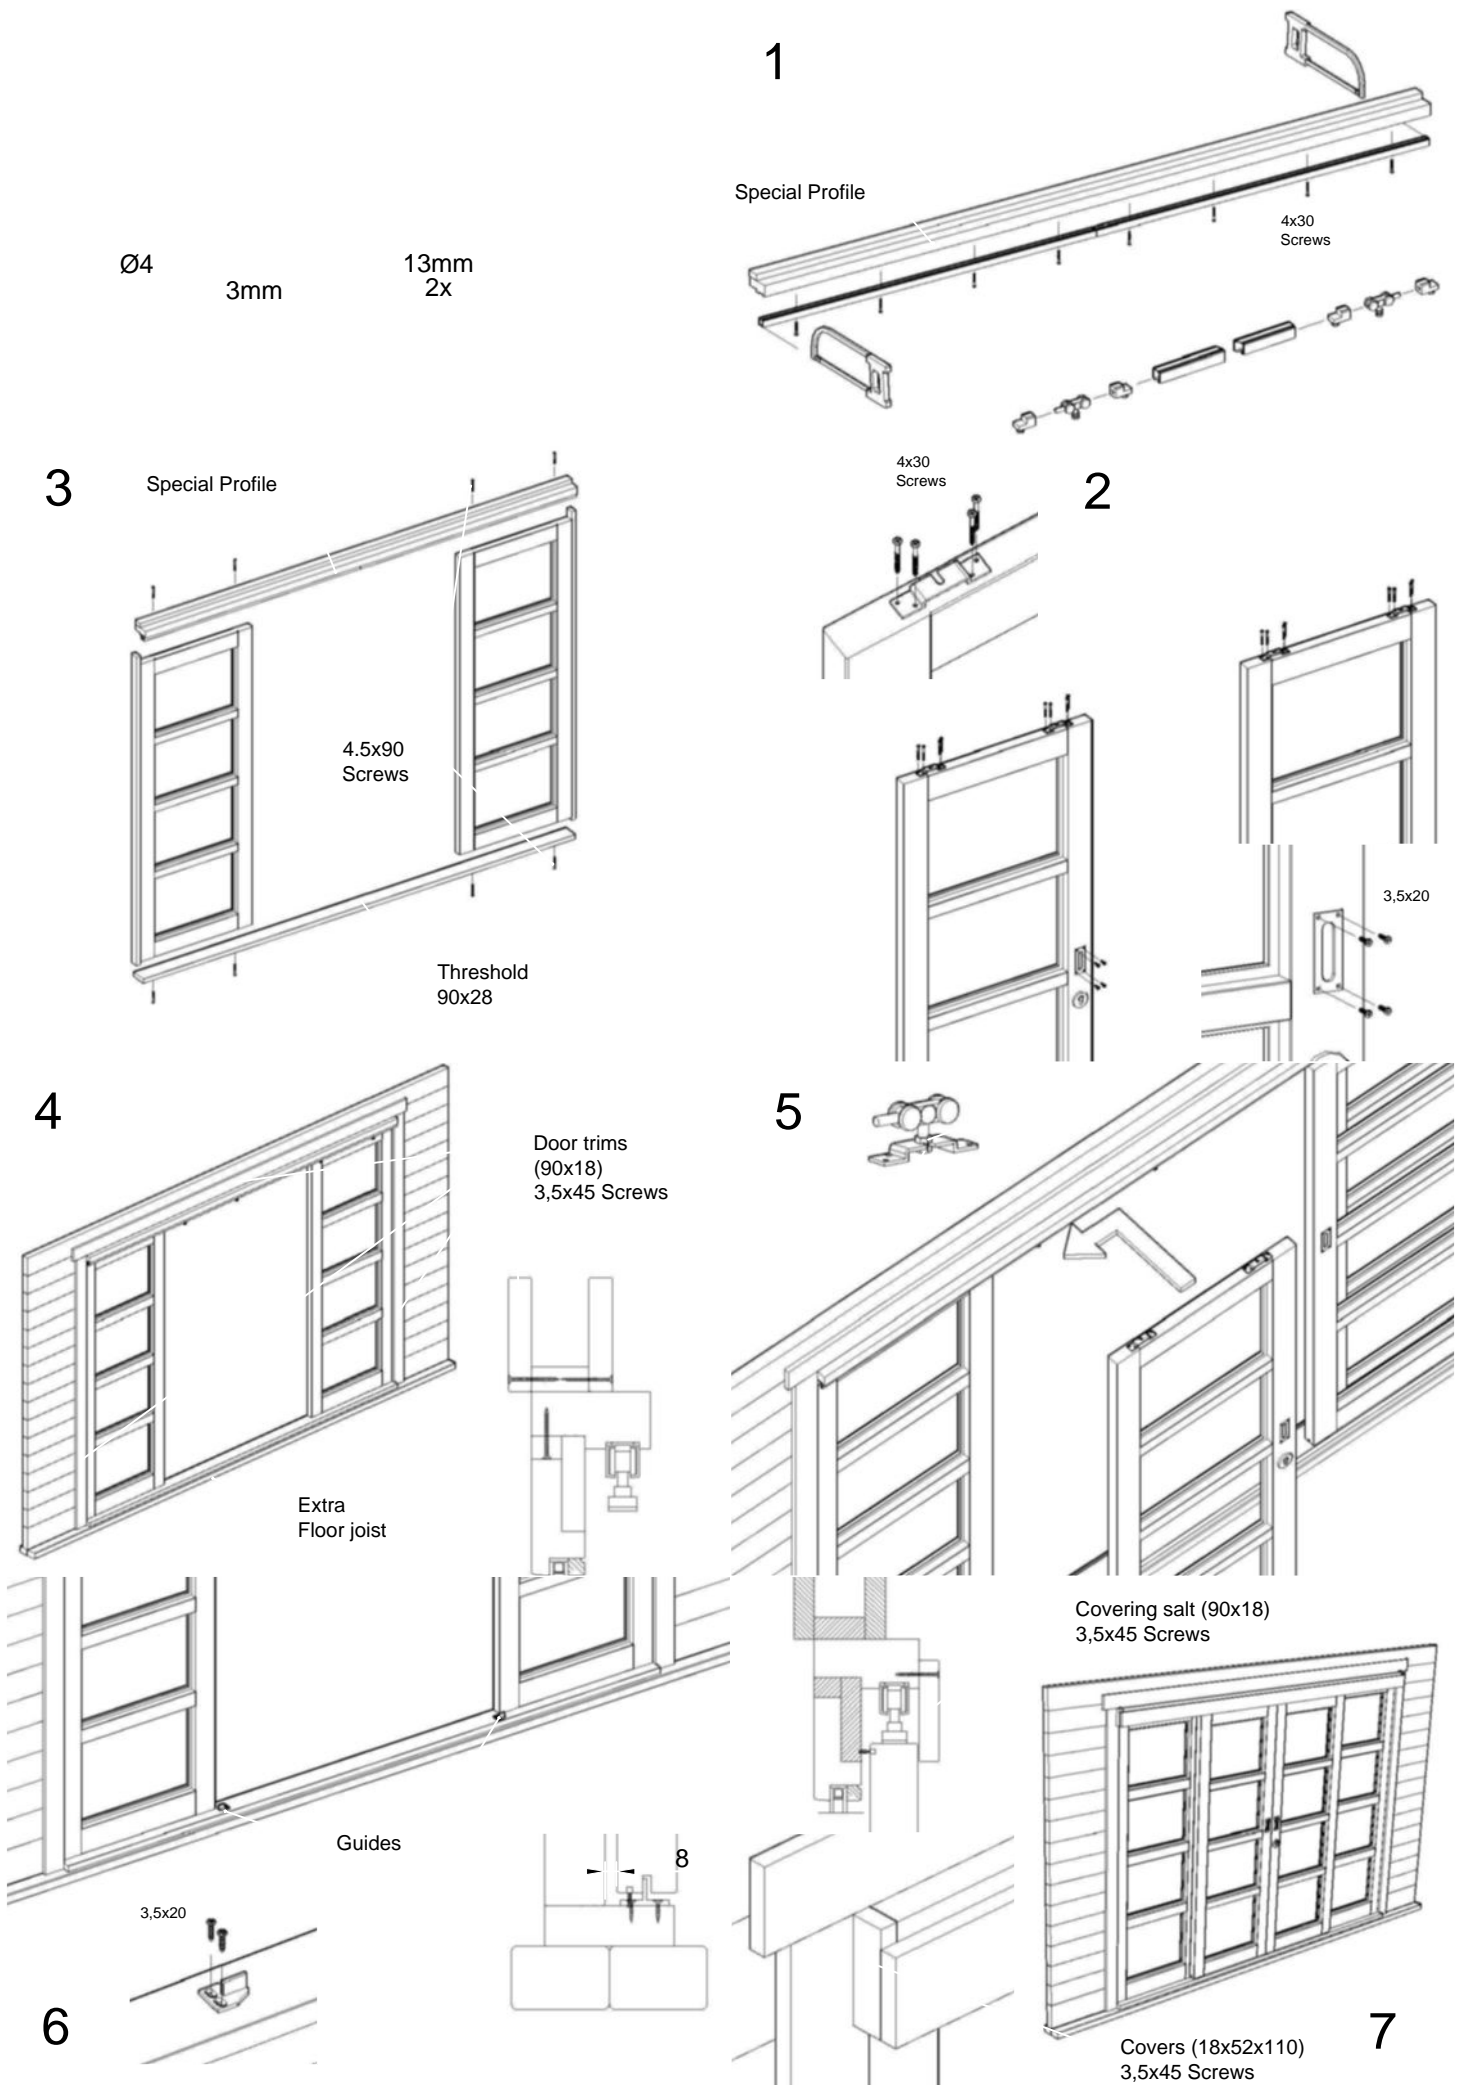 1
Special Profile
4x30
Screws
Ø4
3mm
13mm
2x
4x30
Screws
2
3,5x20
3
Special Profile
4.5x90
Screws
Threshold
90x28
4
Door trims
(90x18)
3,5x45 Screws
Extra
Floor joist
5
Guides
3,5x20
8
6
Covering salt (90x18)
3,5x45 Screws
Covers (18x52x110)
3,5x45 Screws
7